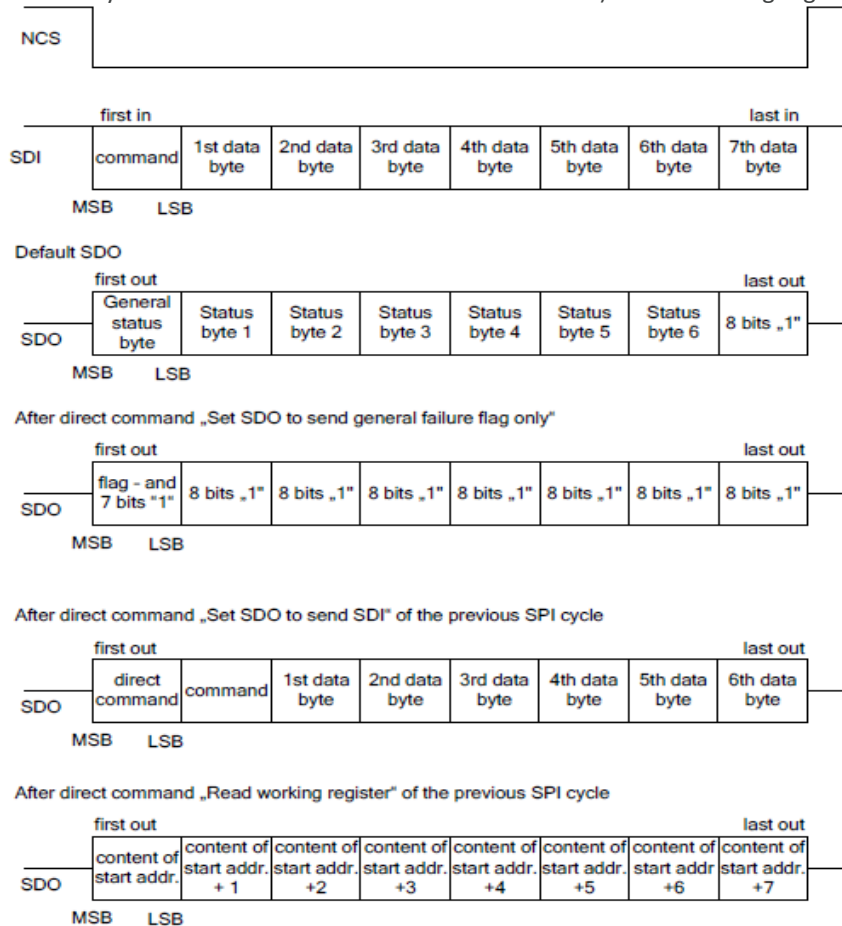 NCS
first in last in
SDI command 1st data byte 2nd data byte 3rd data byte 4th data byte 5th data byte 6th data byte 7th data byte
MSB LSB
Default SDO
first out last out
SDO General status byte Status byte 1 Status byte 2 Status byte 3 Status byte 4 Status byte 5 Status byte 6 8 bits „1"
MSB LSB
After direct command „Set SDO to send general failure flag only"
first out last out
SDO flag - and 7 bits "1" 8 bits „1" 8 bits „1" 8 bits „1" 8 bits „1" 8 bits „1" 8 bits „1" 8 bits „1"
MSB LSB
After direct command „Set SDO to send SDI" of the previous SPI cycle
first out last out
SDO direct command command 1st data byte 2nd data byte 3rd data byte 4th data byte 5th data byte 6th data byte
MSB LSB
After direct command „Read working register" of the previous SPI cycle
first out last out
SDO content of start addr. content of start addr. + 1 content of start addr. +2 content of start addr. +3 content of start addr. +4 content of start addr. +5 content of start addr +6 content of start addr. +7
MSB LSB